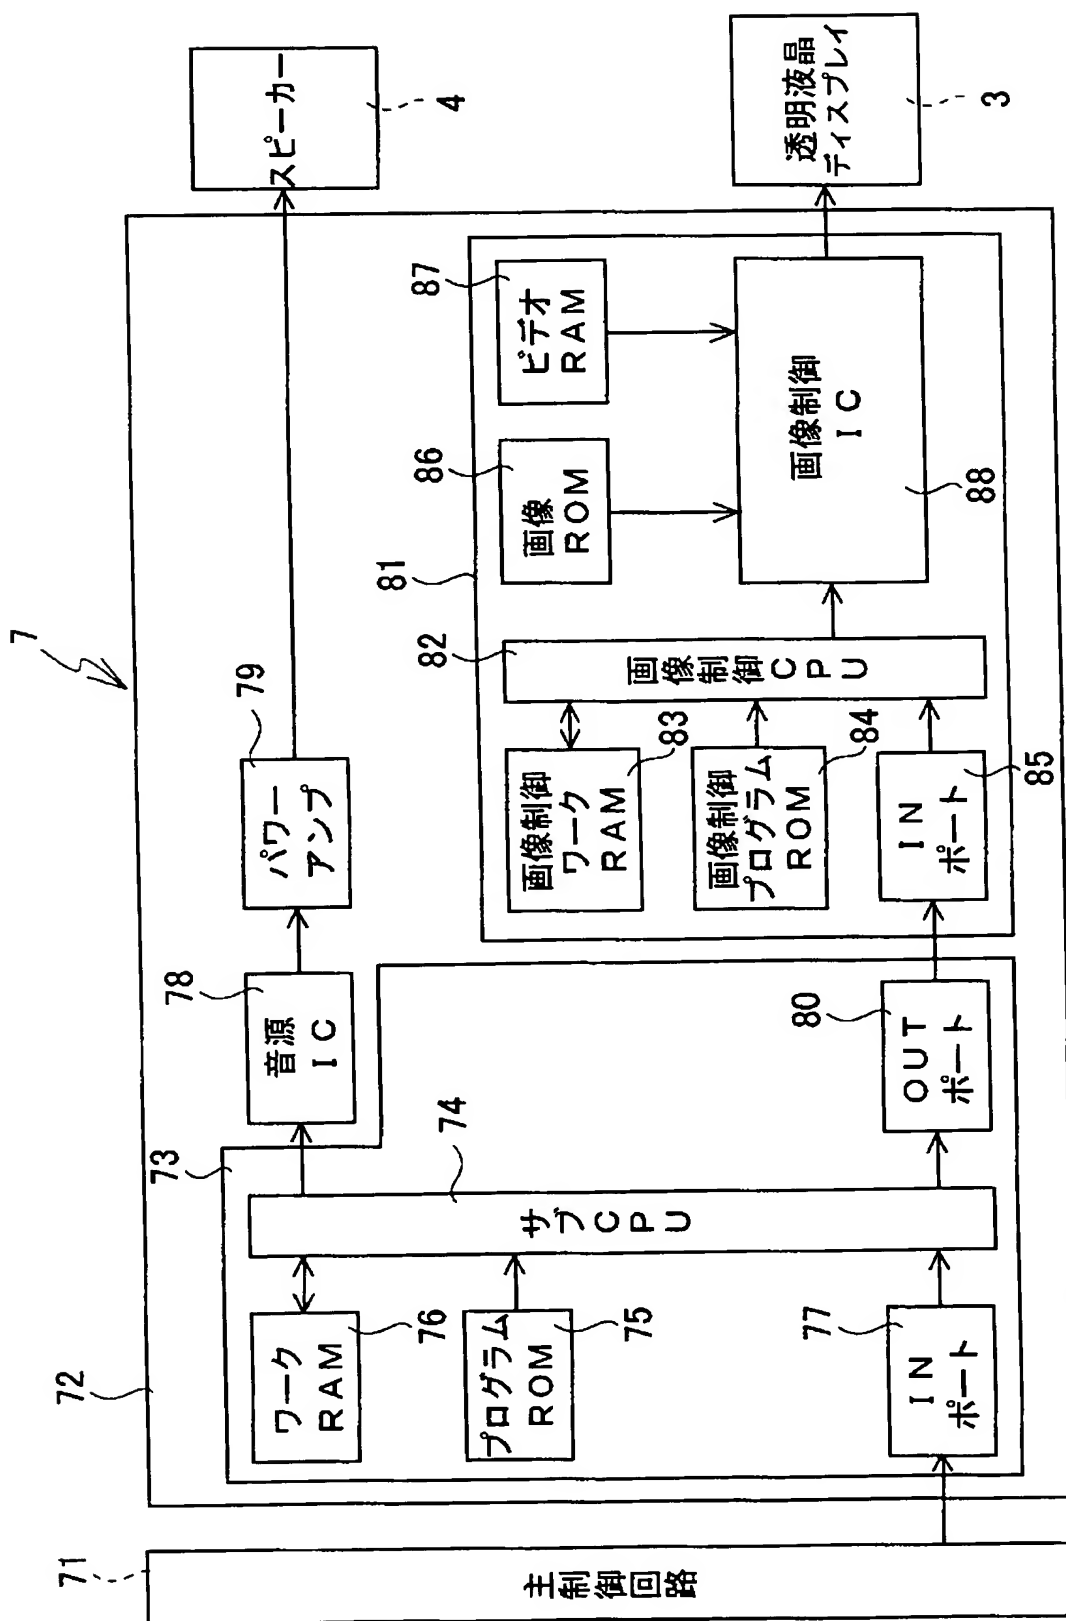 7
72
73
71
主制御回路
ワーク
RAM
76
プログラム
ROM
75
IN
ポート
77
サブCPU
74
音源
IC
78
パワー
アンプ
79
スピーカー
4
OUT
ポート
80
81
画像制御
ワーク
RAM
83
画像制御
プログラム
ROM
84
IN
ポート
85
画像制御CPU
82
画像
ROM
86
ビデオ
RAM
87
画像制御
IC
88
透明液晶
ディスプレイ
3